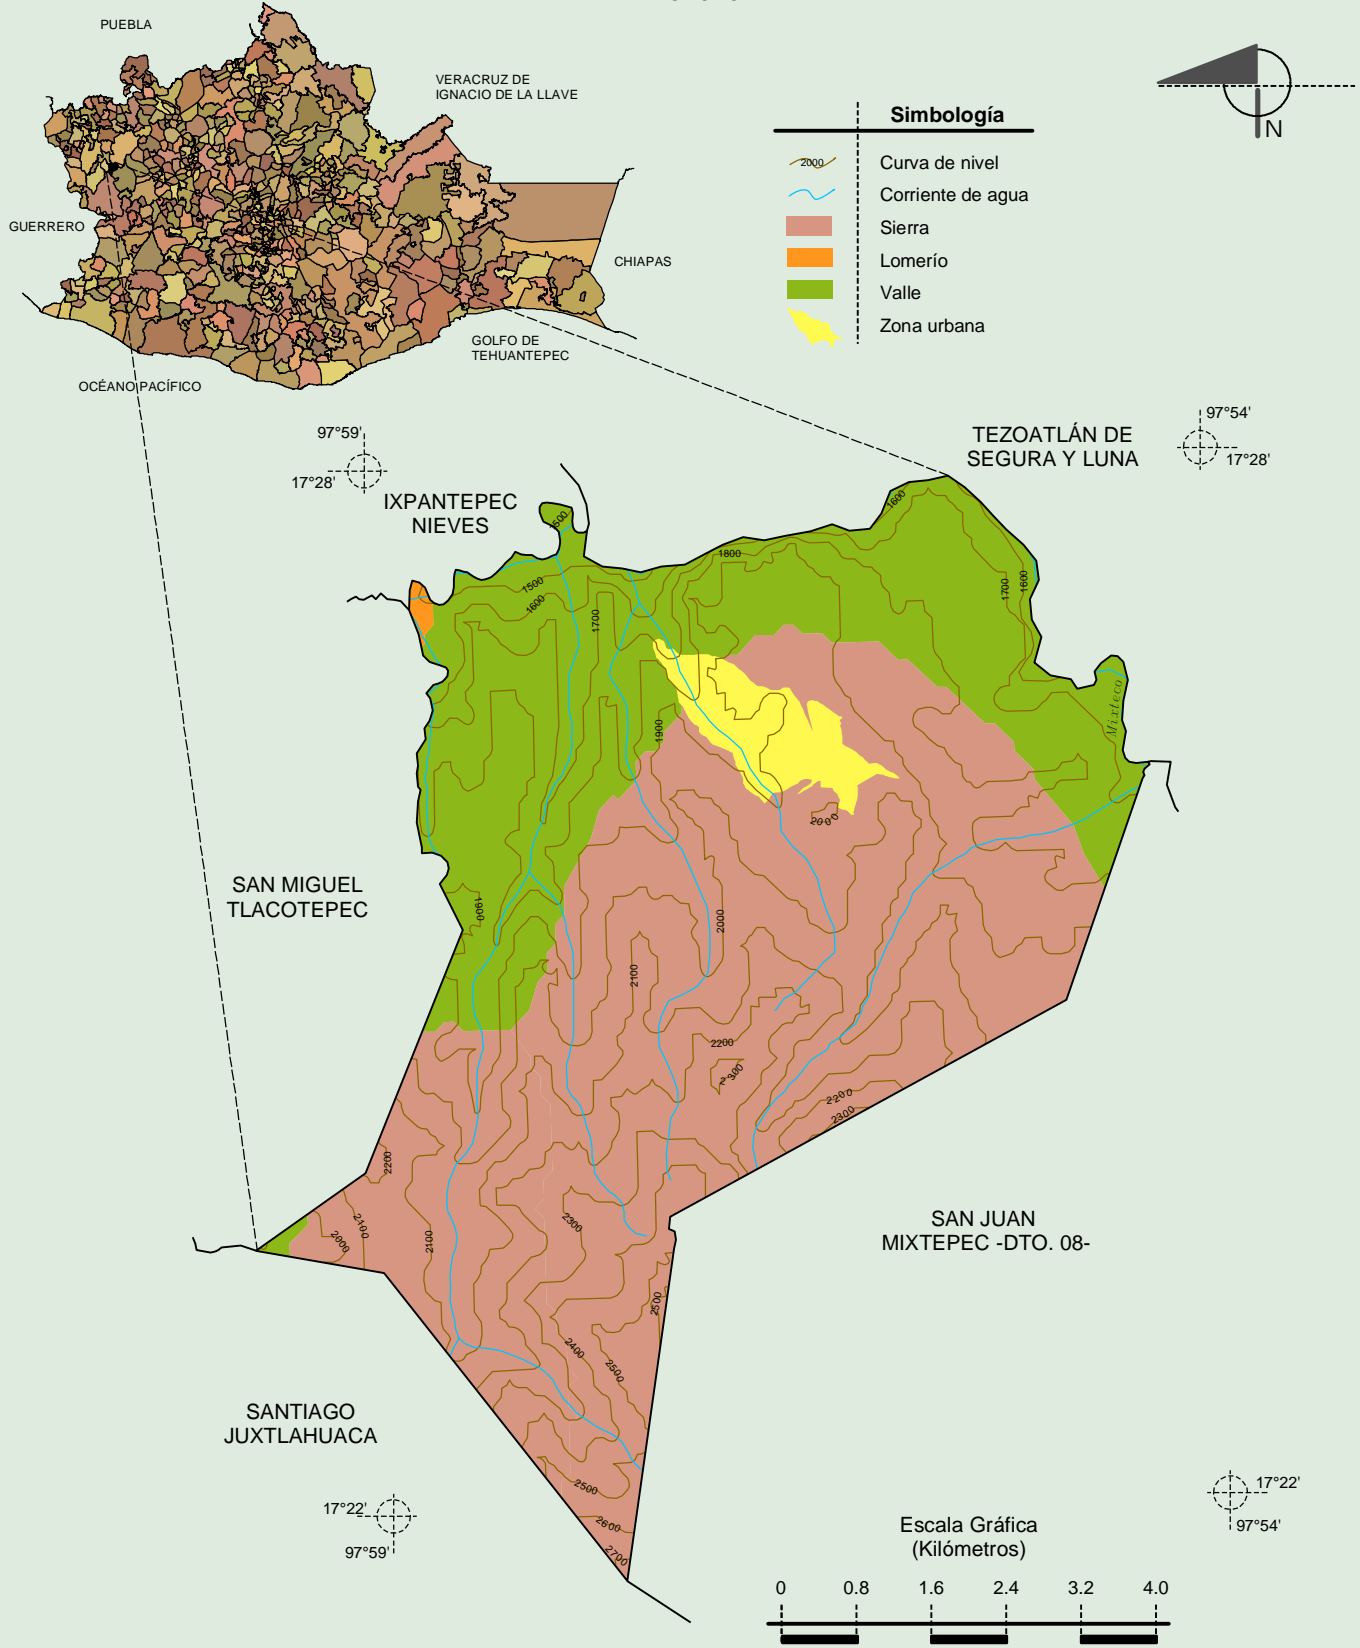 PUEBLA
VERACRUZ DE
IGNACIO DE LA LLAVE
GUERRERO
CHIAPAS
GOLFO DE
TEHUANTEPEC
OCÉANO PACÍFICO
N
Simbología
2000
Curva de nivel
Corriente de agua
Sierra
Lomerío
Valle
Zona urbana
97°59'
17°28'
97°54'
17°28'
TEZOATLÁN DE
SEGURA Y LUNA
IXPANTEPEC
NIEVES
1600
1500
1800
1500
1600
1700
1700
1600
Mixteco
1900
2000
1900
2000
2100
2200
2300
2200
2300
2200
2100
2000
2100
2300
2500
2400
2500
2500
2600
2700
SAN MIGUEL
TLACOTEPEC
SAN JUAN
MIXTEPEC -DTO. 08-
SANTIAGO
JUXTLAHUACA
17°22'
97°59'
17°22'
97°54'
Escala Gráfica
(Kilómetros)
0 0.8 1.6 2.4 3.2 4.0